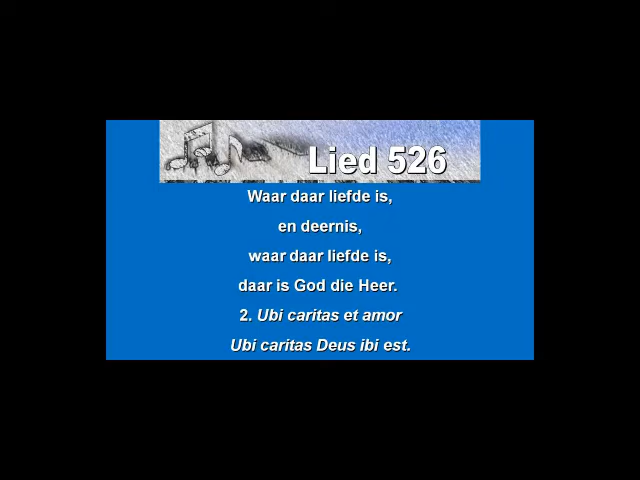 Lied 526
Waar daar liefde is,
en deernis,
waar daar liefde is,
daar is God die Heer.
2. Ubi caritas et amor
Ubi caritas Deus ibi est.